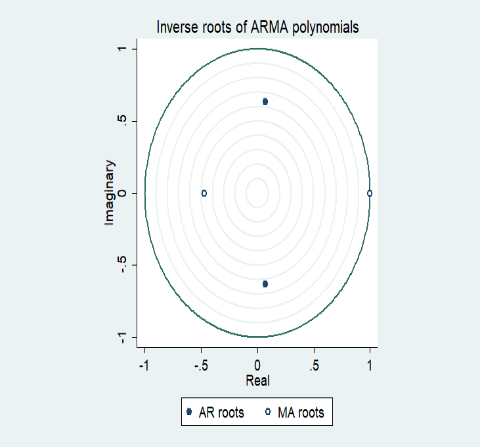 Inverse roots of ARMA polynomials
1
.5
0
-.5
-1
Imaginary
-1
-.5
0
.5
1
Real
AR roots
MA roots